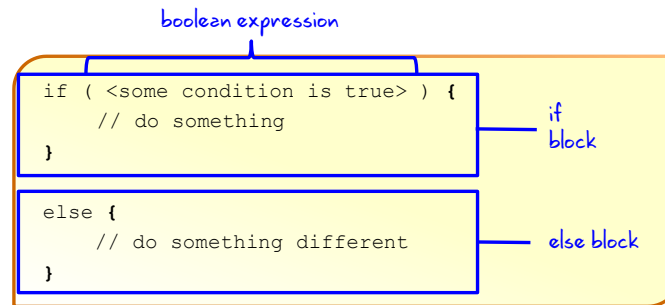 boolean expression
if ( <some condition is true> ) {
// do something
}
if
block
else {
// do something different
}
else block